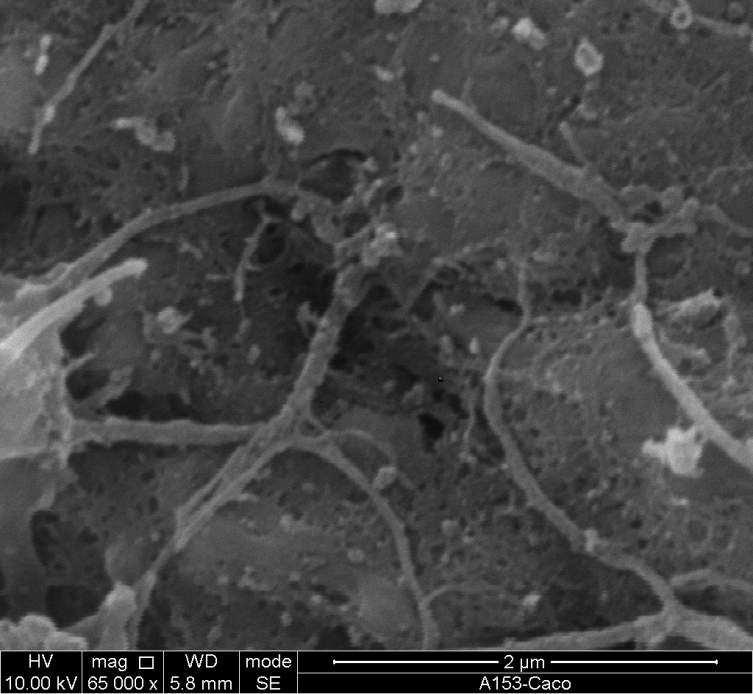 HV mag □ WD mode 2 µm
10.00 kV 65 000 x 5.8 mm SE A153-Caco